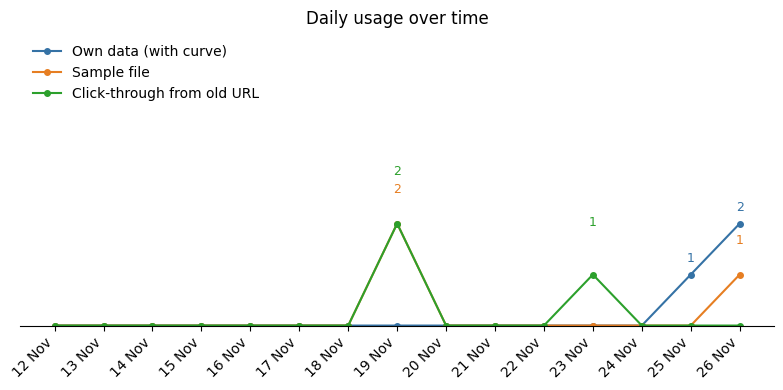 Daily usage over time
Own data (with curve)
Sample file
Click-through from old URL
2
2
1
2
1
1
12 Nov
13 Nov
14 Nov
15 Nov
16 Nov
17 Nov
18 Nov
19 Nov
20 Nov
21 Nov
22 Nov
23 Nov
24 Nov
25 Nov
26 Nov